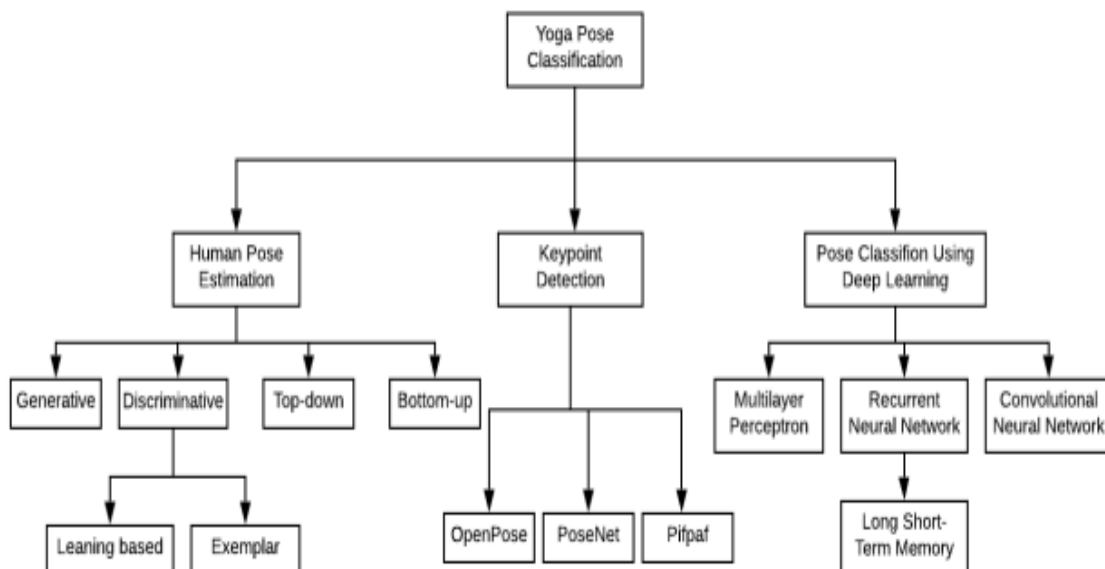 Yoga Pose
Classification
Human Pose
Estimation
Keypoint
Detection
Pose Classifion Using
Deep Learning
Generative
Discriminative
Top-down
Bottom-up
Multilayer
Perceptron
Recurrent
Neural Network
Convolutional
Neural Network
Leaning based
Exemplar
OpenPose
PoseNet
Pifpaf
Long Short-
Term Memory